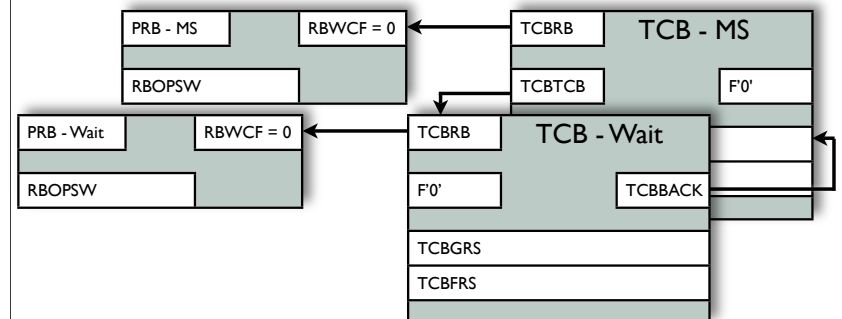 PRB - MS
RBWCF = 0
TCBRB
TCB - MS
RBOPSW
TCBTCB
F'0'
PRB - Wait
RBWCF = 0
TCBRB
TCB - Wait
RBOPSW
F'0'
TCBBACK
TCBGRS
TCBFRS